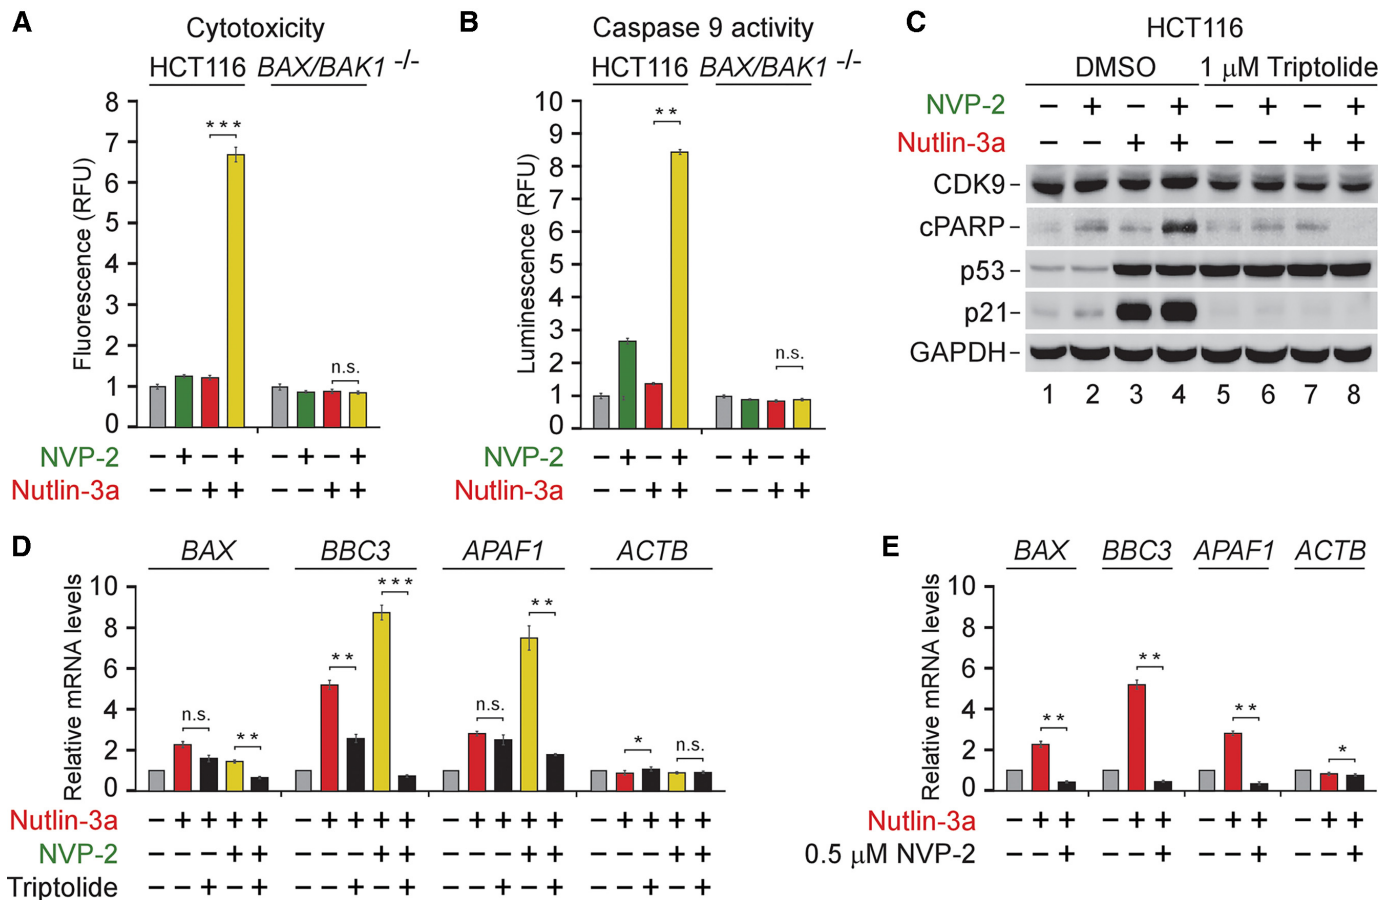 A
Cytotoxicity
HCT116 BAX/BAK1 -/-
*** n.s.
Fluorescence (RFU)
8
7
6
5
4
3
2
1
0
NVP-2 – + – + – + – +
Nutlin-3a – – + + – – + +
B
Caspase 9 activity
HCT116 BAX/BAK1 -/-
** n.s.
Luminescence (RFU)
10
9
8
7
6
5
4
3
2
1
0
NVP-2 – + – + – + – +
Nutlin-3a – – + + – – + +
C
HCT116
DMSO 1 μM Triptolide
NVP-2 – + – + – + – +
Nutlin-3a – – + + – – + +
CDK9
cPARP
p53
p21
GAPDH
1 2 3 4 5 6 7 8
D
BAX BBC3 APAF1 ACTB
n.s. ** ** *** n.s. ** * n.s.
Relative mRNA levels
10
8
6
4
2
0
Nutlin-3a – + + + + – + + + + – + + + + – + + + +
NVP-2 – – – + + – – – + + – – – + + – – – + +
Triptolide – – + – + – – + – + – – + – + – – + – +
E
BAX BBC3 APAF1 ACTB
** ** ** *
Relative mRNA levels
10
8
6
4
2
0
Nutlin-3a – + + – + + – + + – + +
0.5 μM NVP-2 – – + – – + – – + – – +